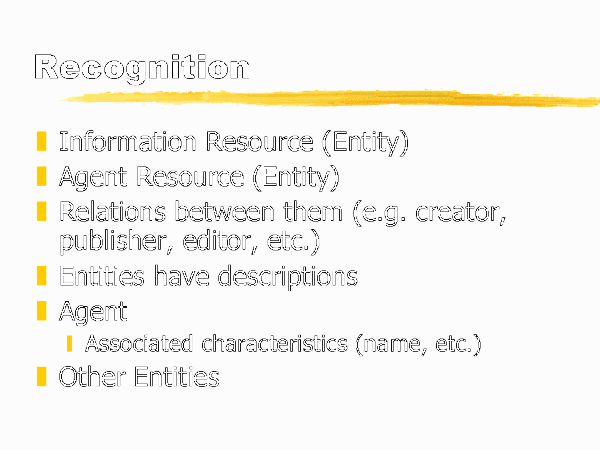 Recognition
Information Resource (Entity)
Agent Resource (Entity)
Relations between them (e.g. creator,
publisher, editor, etc.)
Entities have descriptions
Agent
Associated characteristics (name, etc.)
Other Entities